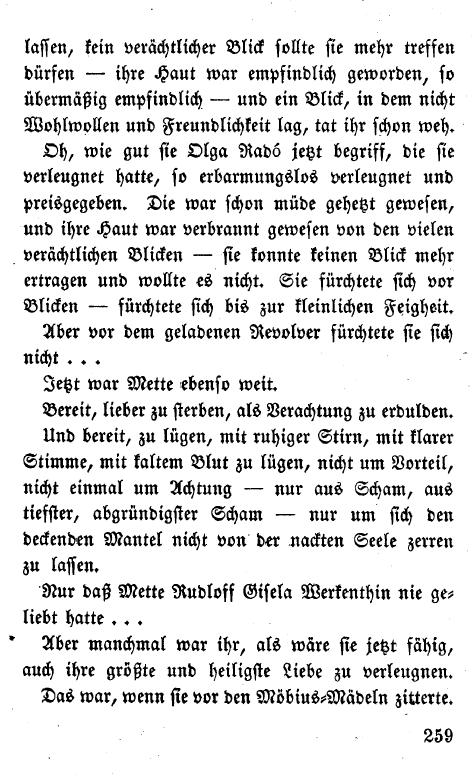 lassen, kein verächtlicher Blick sollte sie mehr treffen
dürfen — ihre Haut war empfindlich geworden, so
übermäßig empfindlich — und ein Blick, in dem nicht
Wohlwollen und Freundlichkeit lag, tat ihr schon weh.
Oh, wie gut sie Olga Radó jetzt begriff, die sie
verleugnet hatte, so erbarmungslos verleugnet und
preisgegeben. Die war schon müde gehetzt gewesen,
und ihre Haut war verbrannt gewesen von den vielen
verächtlichen Blicken — sie konnte keinen Blick mehr
ertragen und wollte es nicht. Sie fürchtete sich vor
Blicken — fürchtete sich bis zur kleinlichen Feigheit.
Aber vor dem geladenen Revolver fürchtete sie sich
nicht . . .
Jetzt war Mette ebenso weit.
Bereit, lieber zu sterben, als Verachtung zu erdulden.
Und bereit, zu lügen, mit ruhiger Stirn, mit klarer
Stimme, mit kaltem Blut zu lügen, nicht um Vorteil,
nicht einmal um Achtung — nur aus Scham, aus
tiefster, abgründigster Scham — nur um sich den
deckenden Mantel nicht von der nackten Seele zerren
zu lassen.
Nur daß Mette Rudloff Gisela Werkenthin nie ge-
liebt hatte . . .
Aber manchmal war ihr, als wäre sie jetzt fähig,
auch ihre größte und heiligste Liebe zu verleugnen.
Das war, wenn sie vor den Möbius-Mädeln zitterte.
259